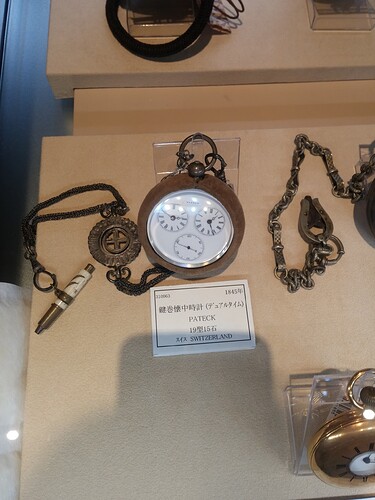 1845年
鍵巻懐中時計 (デュアルタイム)
PATECK
19型15石
スイス SWITZERLAND